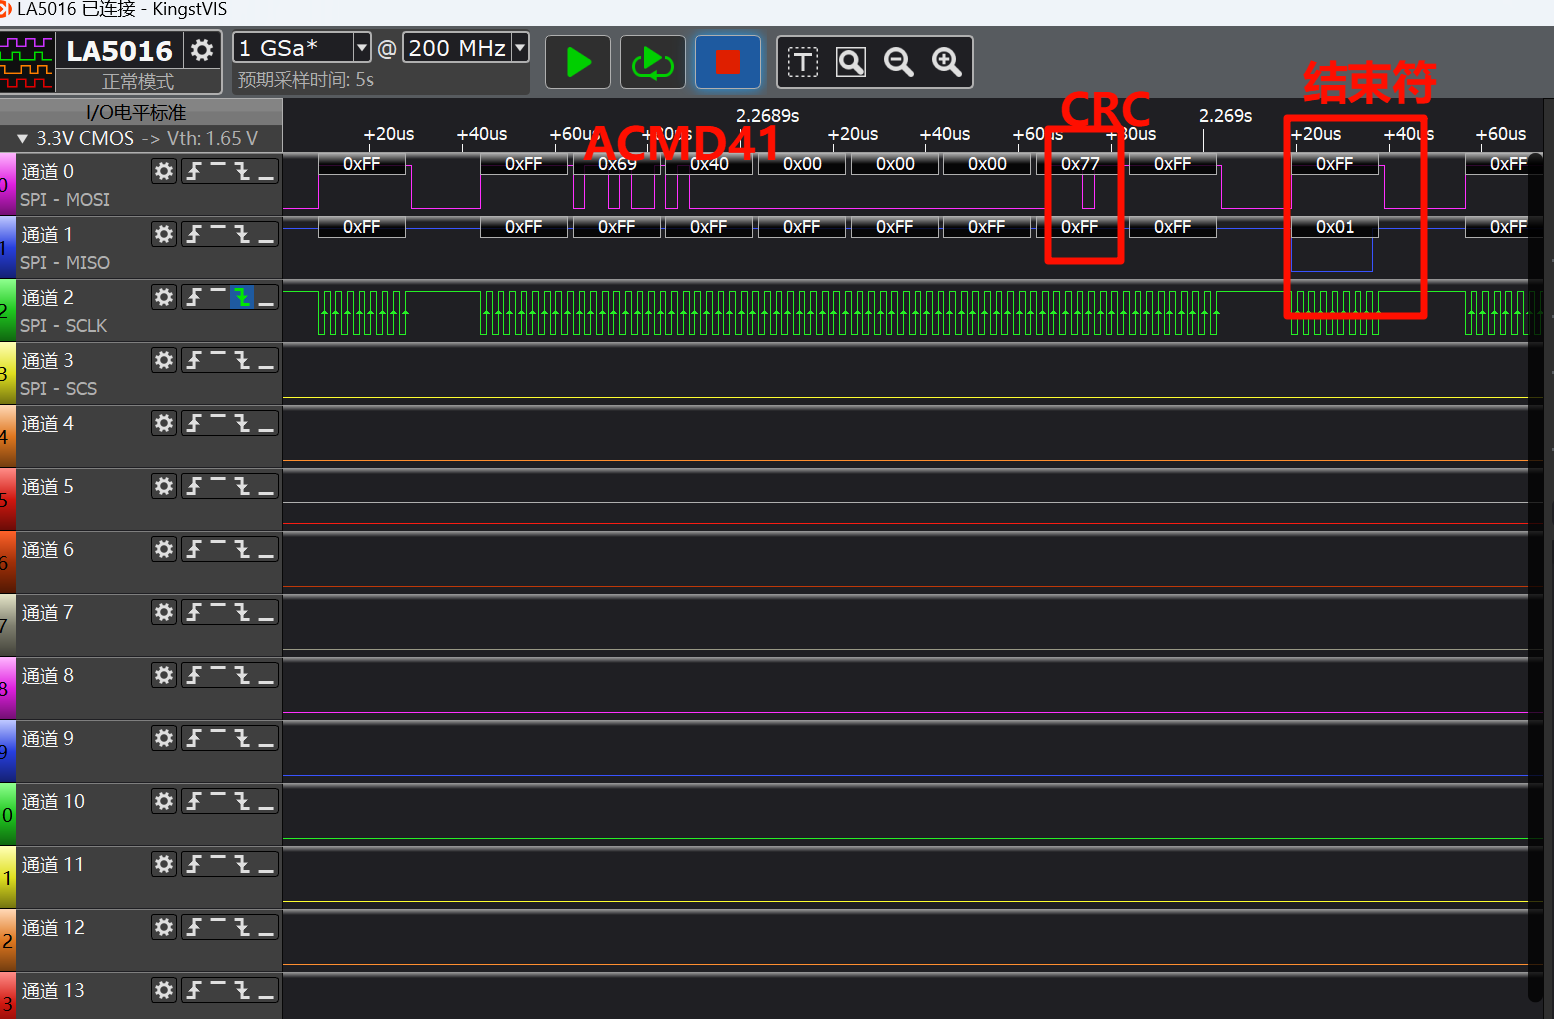 LA5016 已连接 - KingstVIS
LA5016
正常模式
1 GSa* @ 200 MHz
预期采样时间: 5s
T
I/O电平标准
3.3V CMOS -> Vth: 1.65 V
2.2689s 2.269s
+20us +40us +60us +80us +20us +40us +60us +80us +20us +40us +60us
ACMD41 CRC 结束符
0 通道 0
SPI - MOSI
0xFF 0xFF 0x69 0x40 0x00 0x00 0x00 0x77 0xFF 0xFF 0xFF
1 通道 1
SPI - MISO
0xFF 0xFF 0xFF 0xFF 0xFF 0xFF 0xFF 0xFF 0xFF 0x01 0xFF
2 通道 2
SPI - SCLK
3 通道 3
SPI - SCS
4 通道 4
5 通道 5
6 通道 6
7 通道 7
8 通道 8
9 通道 9
0 通道 10
1 通道 11
2 通道 12
3 通道 13